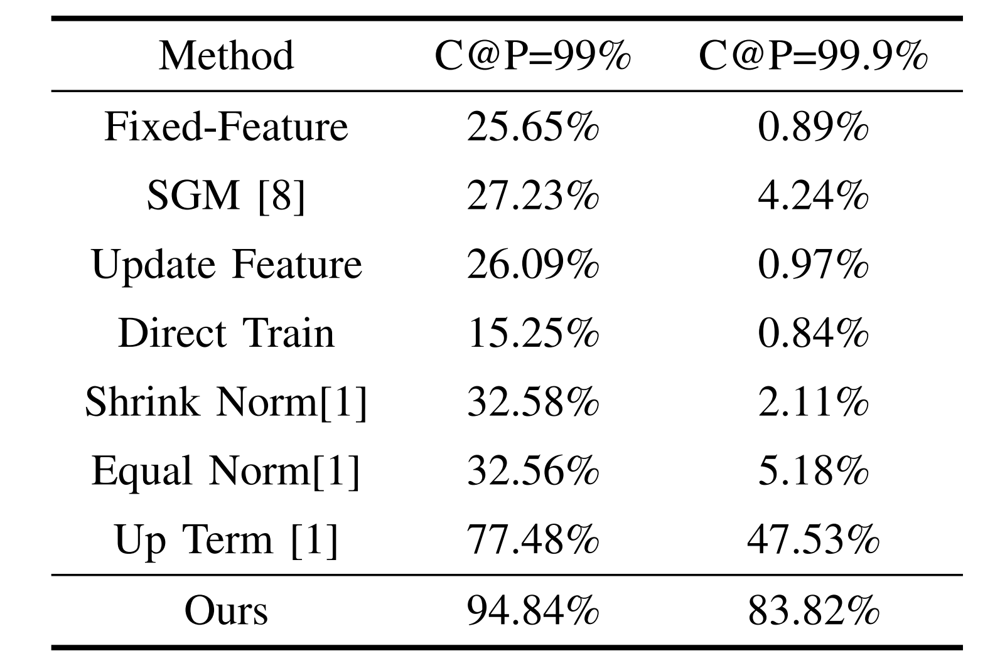 Method C@P=99% C@P=99.9%
Fixed-Feature 25.65% 0.89%
SGM [8] 27.23% 4.24%
Update Feature 26.09% 0.97%
Direct Train 15.25% 0.84%
Shrink Norm[1] 32.58% 2.11%
Equal Norm[1] 32.56% 5.18%
Up Term [1] 77.48% 47.53%
Ours 94.84% 83.82%